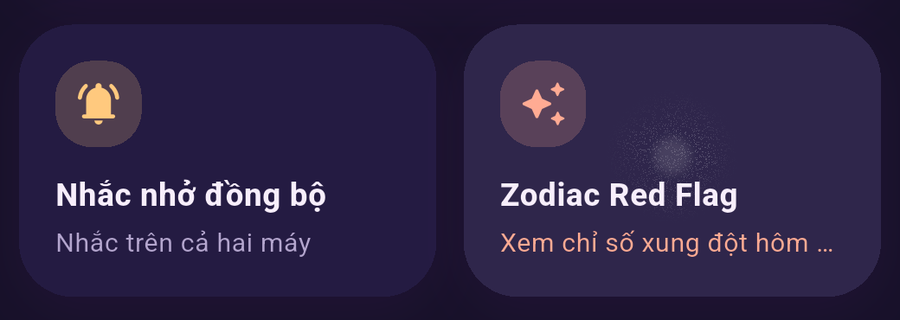 Nhắc nhở đồng bộ
Nhắc trên cả hai máy
Zodiac Red Flag
Xem chỉ số xung đột hôm ...